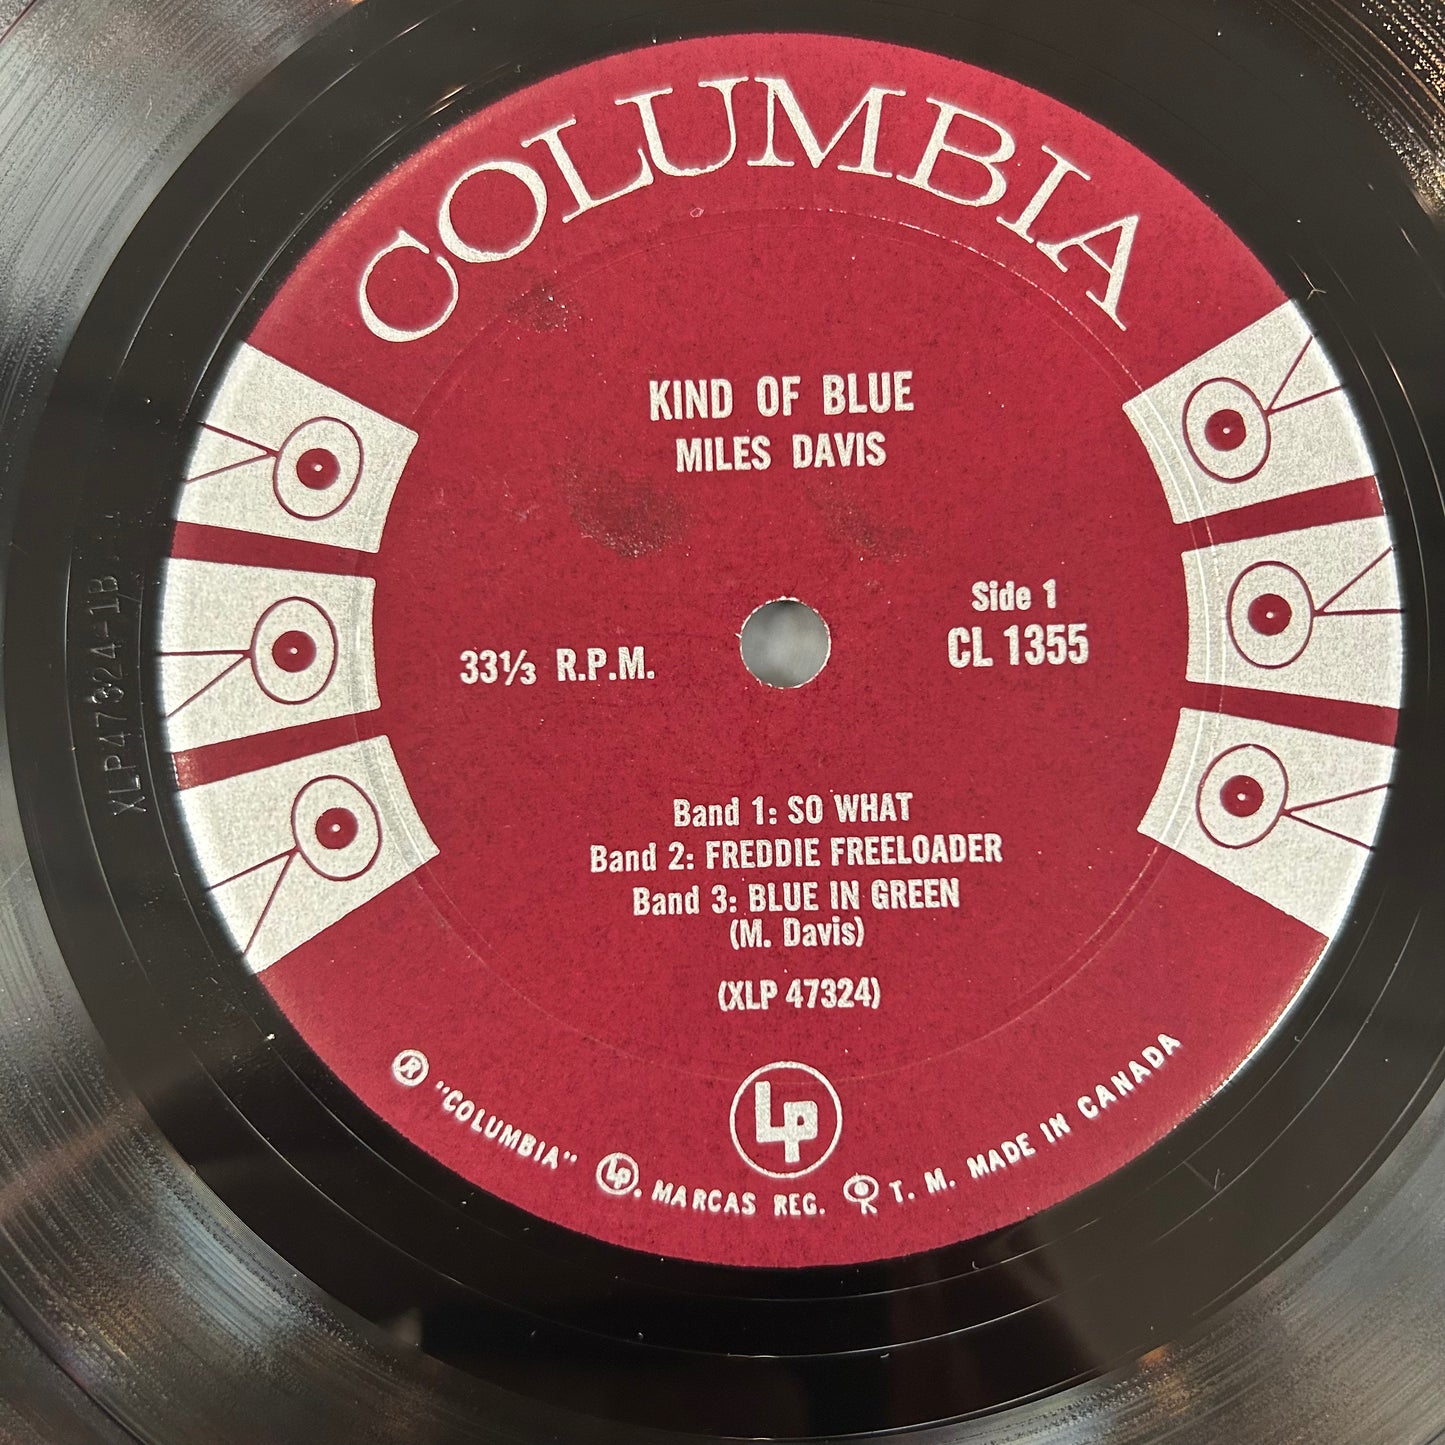 COLUMBIA
KIND OF BLUE
MILES DAVIS
33⅓ R.P.M.
Side 1
CL 1355
Band 1: SO WHAT
Band 2: FREDDIE FREELOADER
Band 3: BLUE IN GREEN
(M. Davis)
(XLP 47324)
LP
® "COLUMBIA" LP. MARCAS REG. T. M. MADE IN CANADA
XLP47324-1B